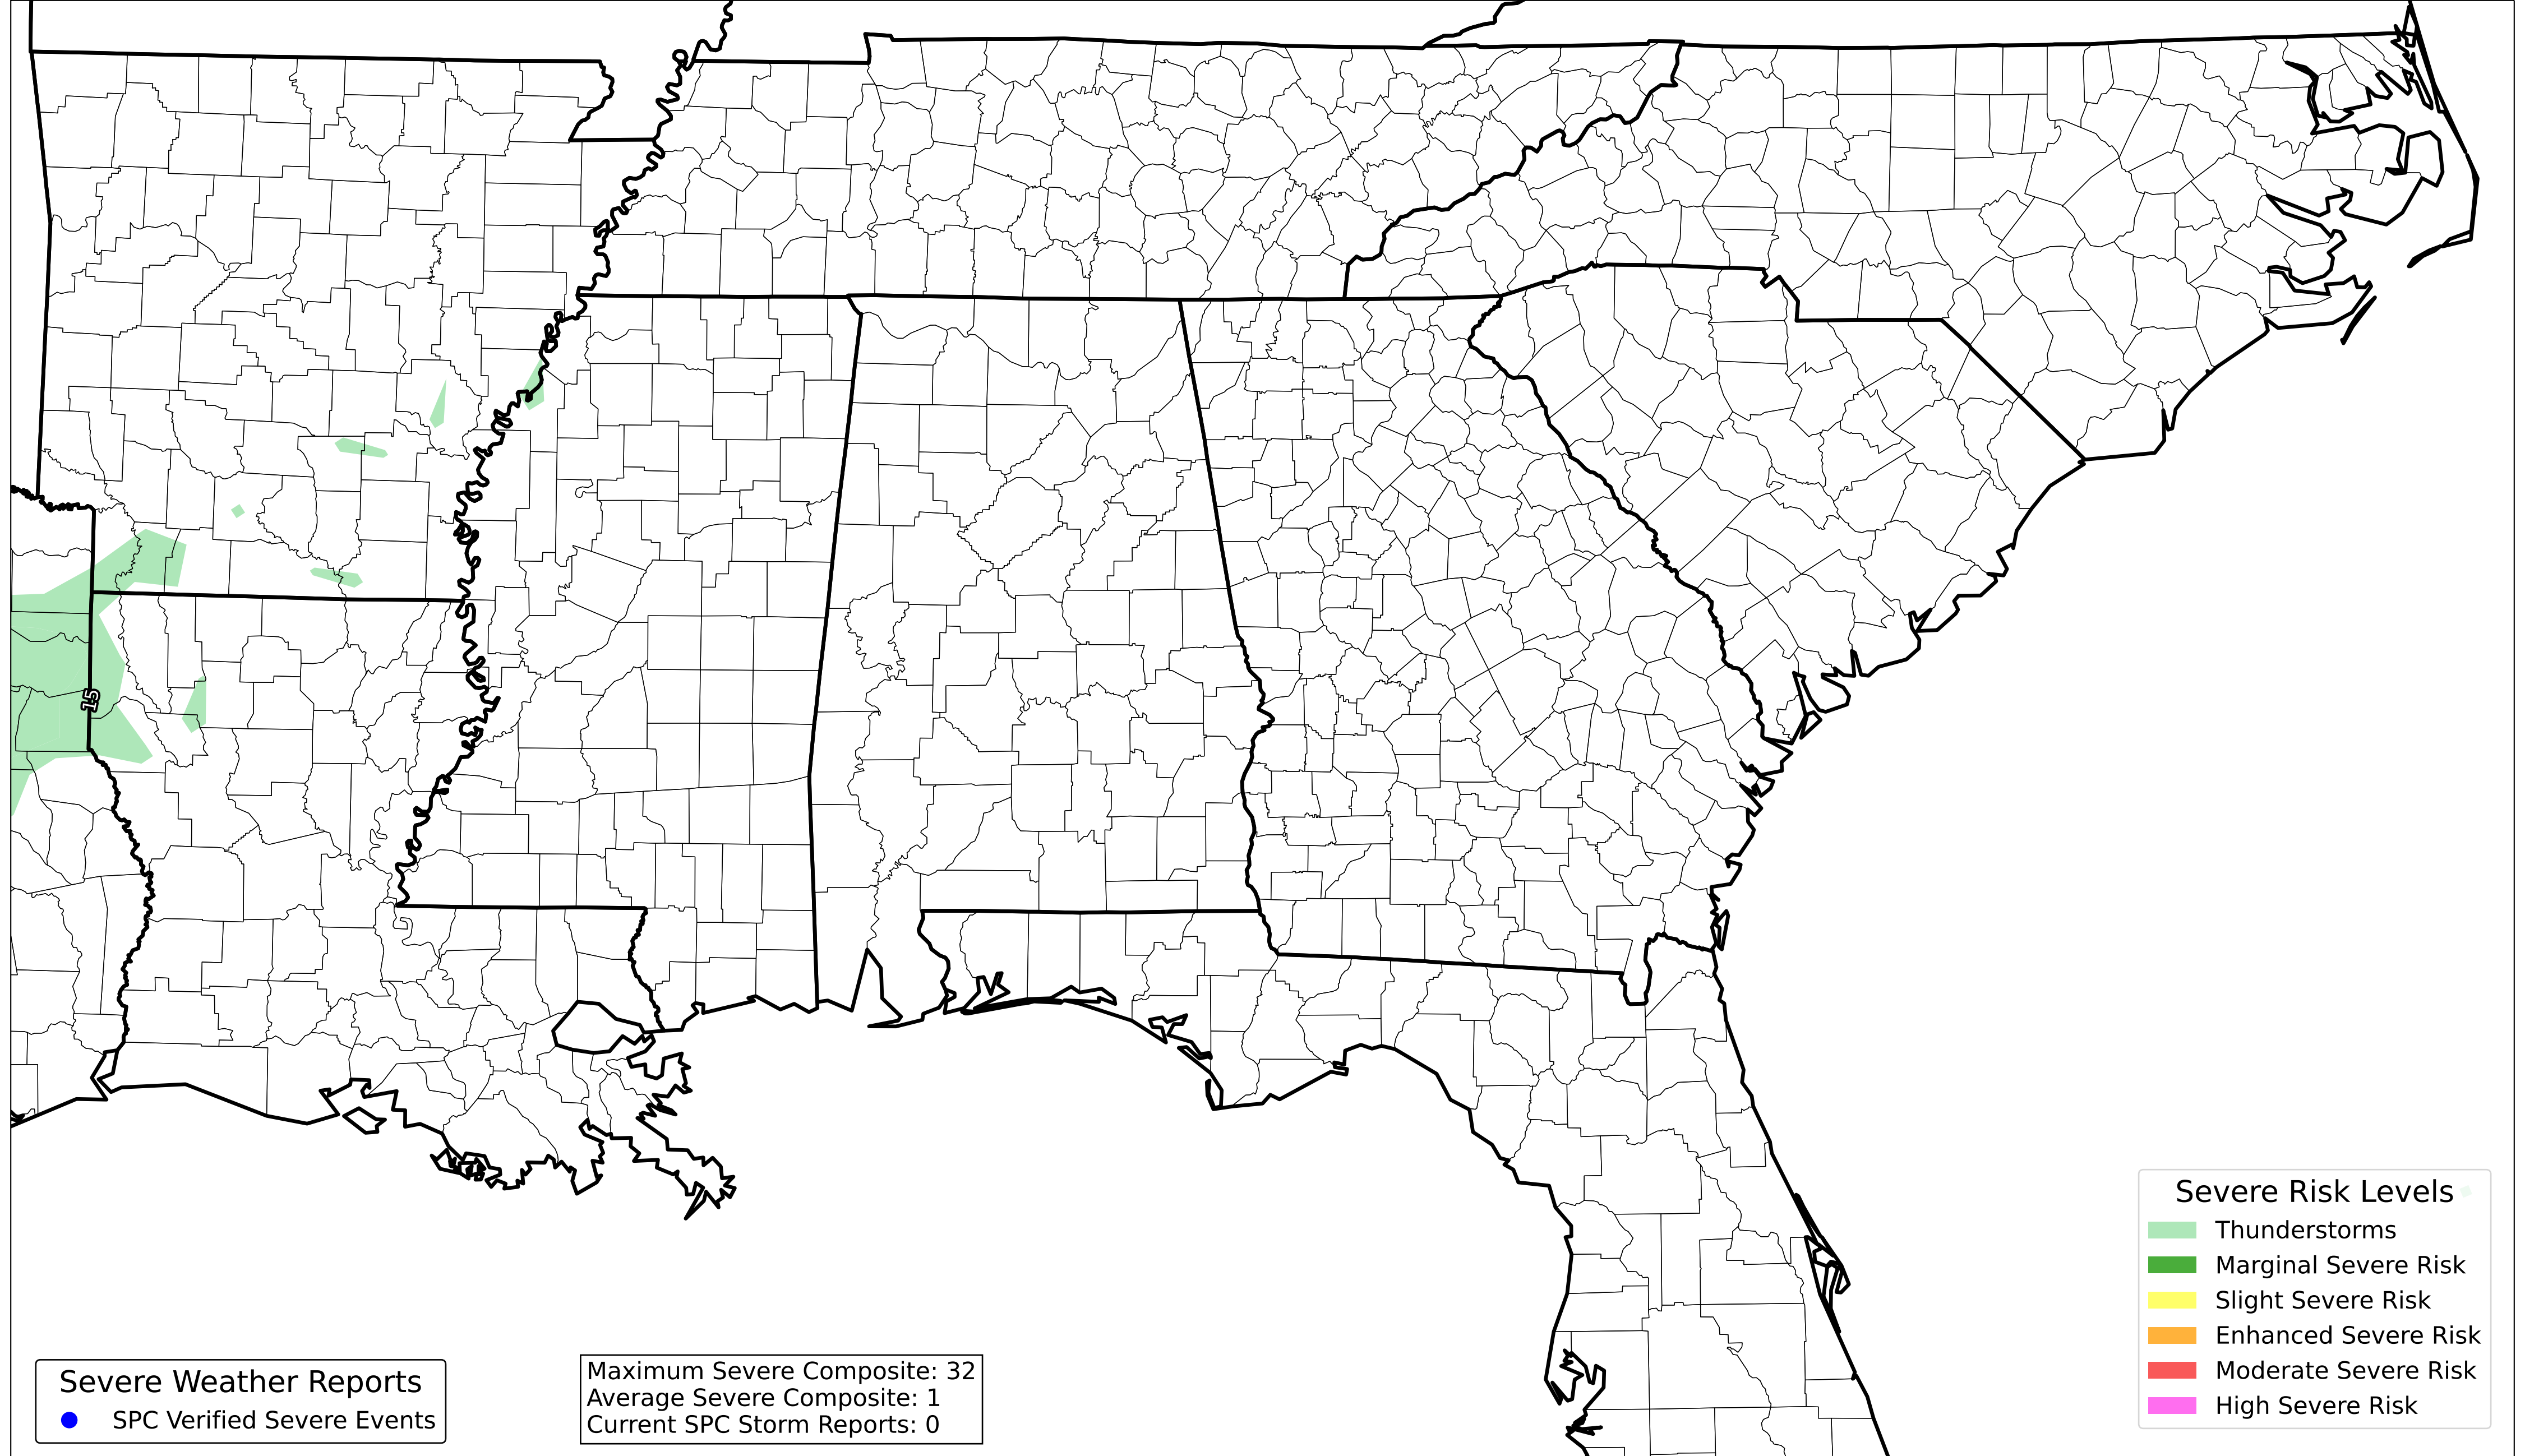 15
Severe Risk Levels
Thunderstorms
Marginal Severe Risk
Slight Severe Risk
Enhanced Severe Risk
Moderate Severe Risk
High Severe Risk
Severe Weather Reports
SPC Verified Severe Events
Maximum Severe Composite: 32
Average Severe Composite: 1
Current SPC Storm Reports: 0